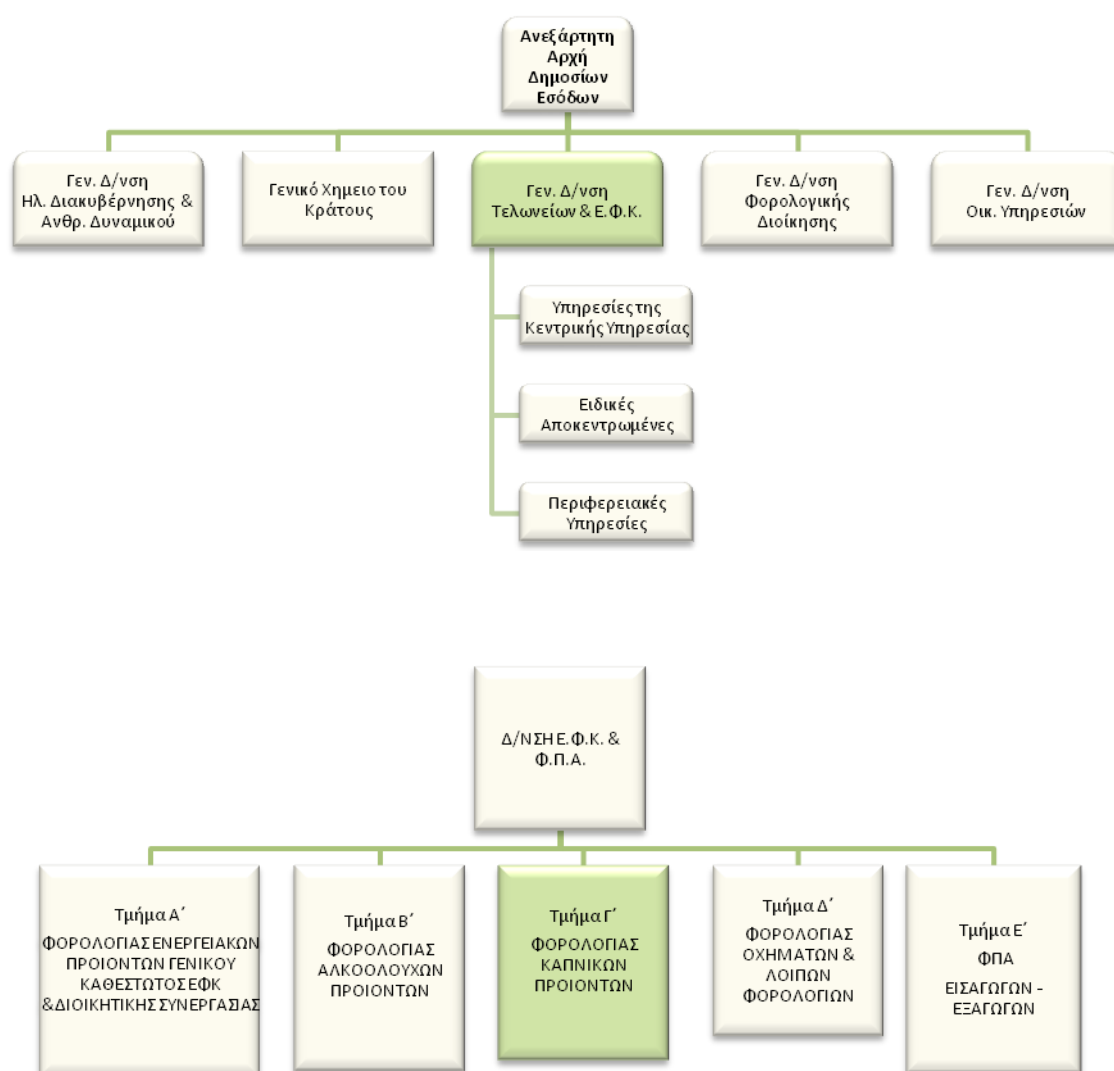 Ανεξάρτητη
Αρχή
Δημοσίων
Εσόδων
Γεν. Δ/νση
Ηλ. Διακυβέρνησης &
Ανθρ. Δυναμικού
Γενικό Χημειο του
Κράτους
Γεν. Δ/νση
Τελωνείων & Ε.Φ.Κ.
Γεν. Δ/νση
Φορολογικής
Διοίκησης
Γεν. Δ/νση
Οικ. Υπηρεσιών
Υπηρεσίες της
Κεντρικής Υπηρεσίας
Ειδικές
Αποκεντρωμένες
Περιφερειακές
Υπηρεσίες
Δ/ΝΣΗ Ε.Φ.Κ. &
Φ.Π.Α.
Τμήμα Α΄
ΦΟΡΟΛΟΓΙΑΣ ΕΝΕΡΓΕΙΑΚΩΝ
ΠΡΟΙΟΝΤΩΝ ΓΕΝΙΚΟΥ
ΚΑΘΕΣΤΩΤΟΣ ΕΦΚ
&ΔΙΟΙΚΗΤΙΚΗΣ ΣΥΝΕΡΓΑΣΙΑΣ
Τμήμα Β΄
ΦΟΡΟΛΟΓΙΑΣ
ΑΛΚΟΟΛΟΥΧΩΝ
ΠΡΟΙΟΝΤΩΝ
Τμήμα Γ΄
ΦΟΡΟΛΟΓΙΑΣ
ΚΑΠΝΙΚΩΝ
ΠΡΟΙΟΝΤΩΝ
Τμήμα Δ΄
ΦΟΡΟΛΟΓΙΑΣ
ΟΧΗΜΑΤΩΝ &
ΛΟΙΠΩΝ
ΦΟΡΟΛΟΓΙΩΝ
Τμήμα Ε΄
ΦΠΑ
ΕΙΣΑΓΩΓΩΝ –
ΕΞΑΓΩΓΩΝ